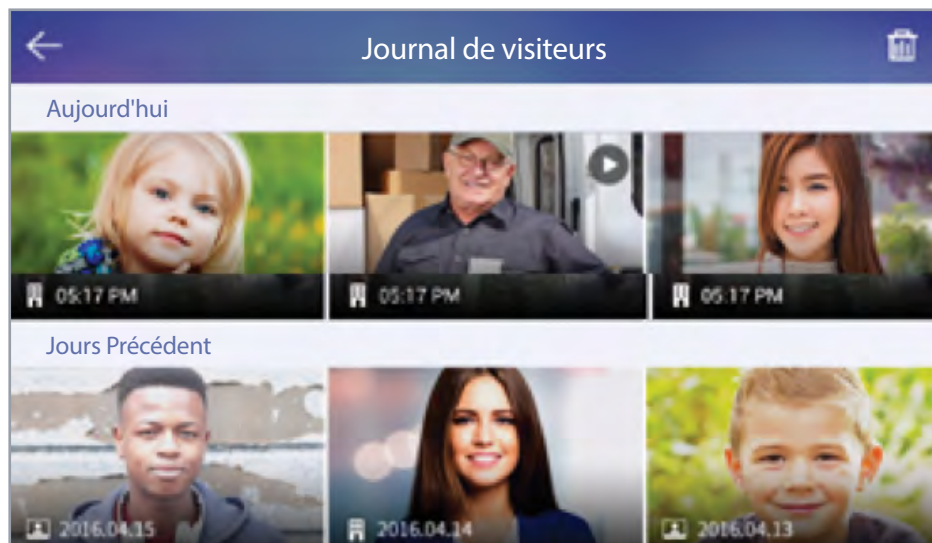 Journal de visiteurs
Aujourd'hui
05:17 PM
05:17 PM
05:17 PM
Jours Précédent
2016.04.15
2016.04.14
2016.04.13